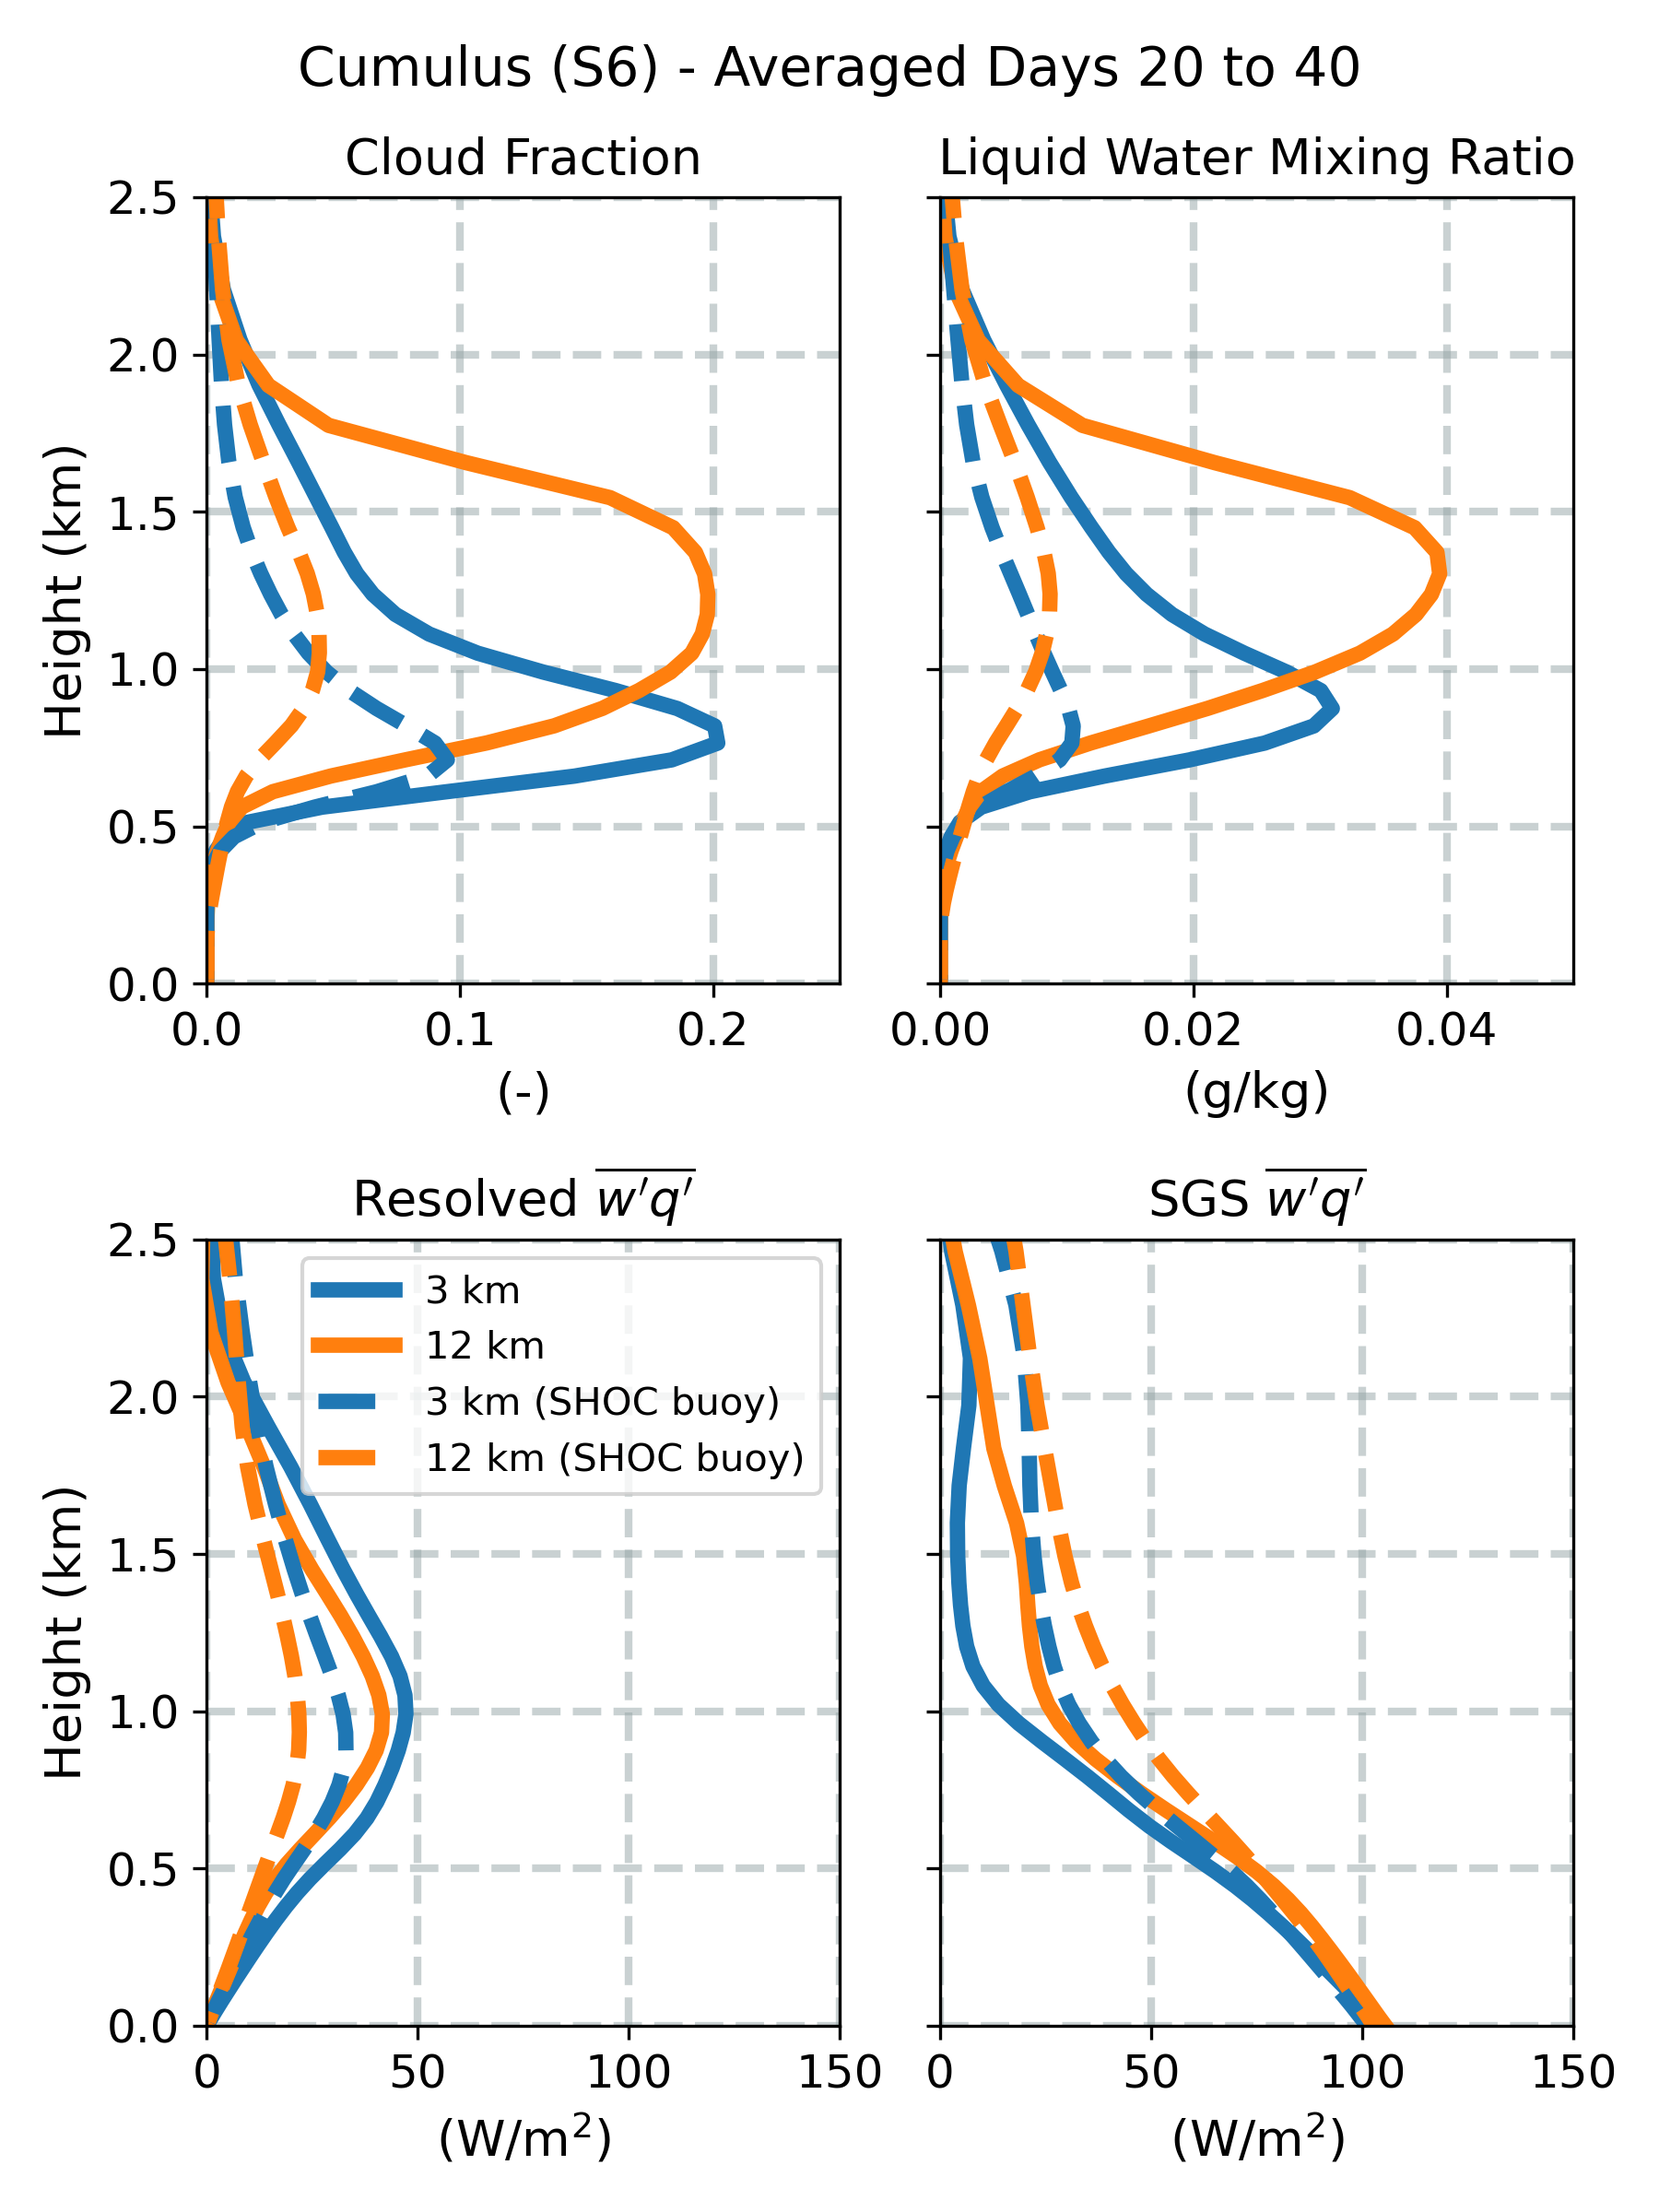 Cumulus (S6) - Averaged Days 20 to 40
Cloud Fraction
Liquid Water Mixing Ratio
Height (km)
2.5
2.0
1.5
1.0
0.5
0.0
0.0 0.1 0.2
(-)
0.00 0.02 0.04
(g/kg)
Resolved $\overline{w'q'}$
SGS $\overline{w'q'}$
Height (km)
2.5
2.0
1.5
1.0
0.5
0.0
3 km
12 km
3 km (SHOC buoy)
12 km (SHOC buoy)
0 50 100 150
(W/m²)
0 50 100 150
(W/m²)